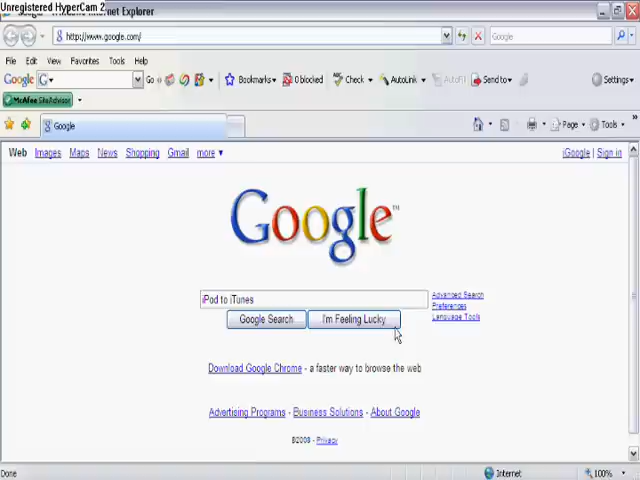 Unregistered HyperCam 2
Internet Explorer
http://www.google.com/
Google
File Edit View Favorites Tools Help
Google G Go Bookmarks 0 blocked Check AutoLink AutoFill Send to Settings
McAfee SiteAdvisor
Google Page Tools
Web Images Maps News Shopping Gmail more
iGoogle | Sign in
Google™
iPod to iTunes
Advanced Search
Preferences
Language Tools
Google Search I'm Feeling Lucky
Download Google Chrome - a faster way to browse the web
Advertising Programs - Business Solutions - About Google
©2008 - Privacy
Done Internet 100%